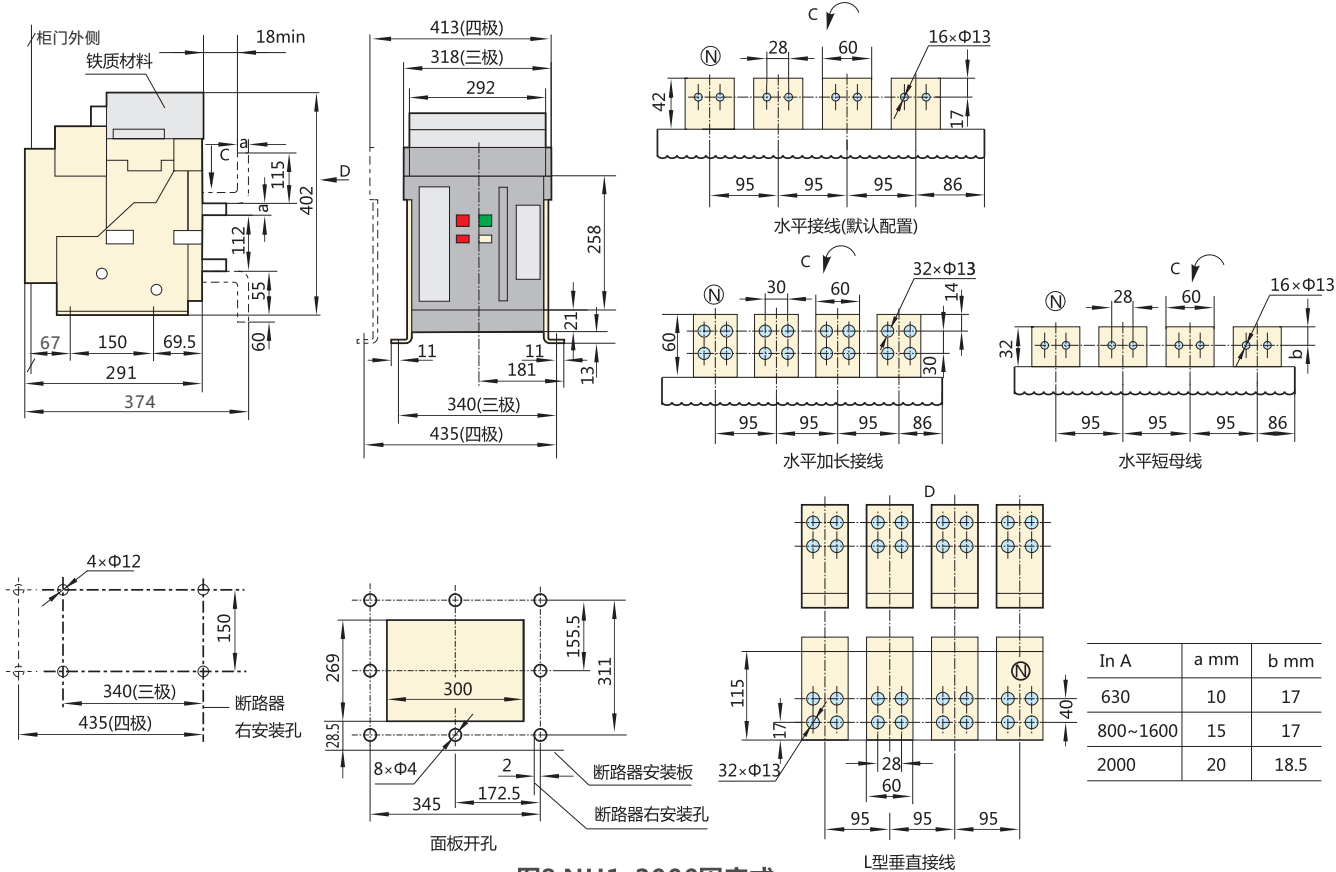 柜门外侧
18min
铁质材料
C
a
115
402
D
a
112
55
60
67
150
69.5
291
374
413(四极)
318(三极)
292
258
21
11
11
13
181
340(三极)
435(四极)
C
N
28
60
16×Φ13
42
17
95
95
95
86
水平接线(默认配置)
C
N
30
60
32×Φ13
14
60
30
95
95
95
86
水平加长接线
C
N
28
60
16×Φ13
32
b
95
95
95
86
水平短母线
4×Φ12
150
340(三极)
435(四极)
断路器
右安装孔
269
300
155.5
311
28.5
8×Φ4
2
172.5
345
断路器安装板
断路器右安装孔
面板开孔
D
N
115
17
40
32×Φ13
28
60
95
95
95
L型垂直接线
In A a mm b mm
630 10 17
800~1600 15 17
2000 20 18.5